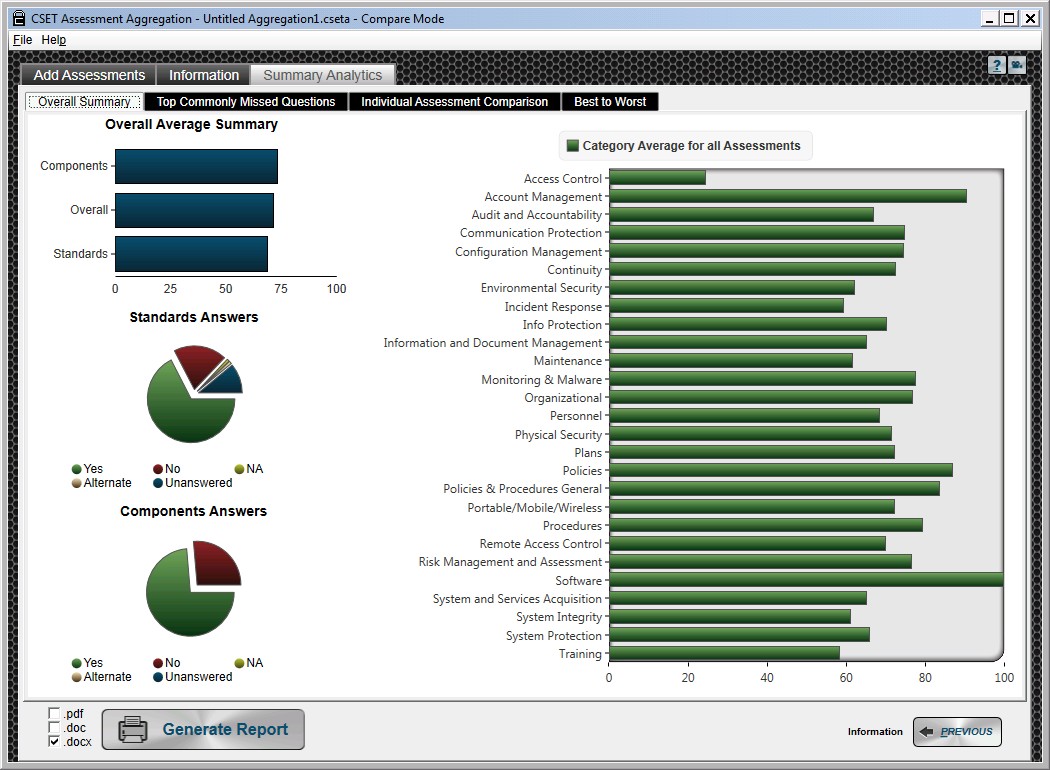 CSET Assessment Aggregation - Untitled Aggregation1.cseta - Compare Mode
File Help
Add Assessments Information Summary Analytics
?
Overall Summary Top Commonly Missed Questions Individual Assessment Comparison Best to Worst
Overall Average Summary
Components
Overall
Standards
0 25 50 75 100
Standards Answers
Yes No NA
Alternate Unanswered
Components Answers
Yes No NA
Alternate Unanswered
Category Average for all Assessments
Access Control
Account Management
Audit and Accountability
Communication Protection
Configuration Management
Continuity
Environmental Security
Incident Response
Info Protection
Information and Document Management
Maintenance
Monitoring & Malware
Organizational
Personnel
Physical Security
Plans
Policies
Policies & Procedures General
Portable/Mobile/Wireless
Procedures
Remote Access Control
Risk Management and Assessment
Software
System and Services Acquisition
System Integrity
System Protection
Training
0 20 40 60 80 100
.pdf
.doc
.docx
Generate Report
Information
PREVIOUS